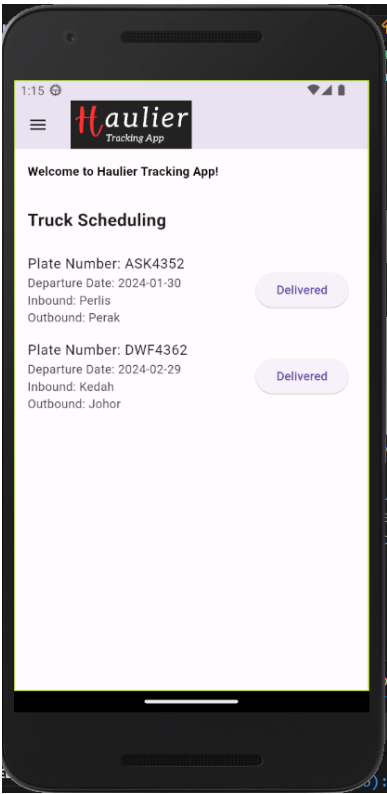 1:15
Haulier
Tracking App
Welcome to Haulier Tracking App!
Truck Scheduling
Plate Number: ASK4352
Departure Date: 2024-01-30
Inbound: Perlis
Outbound: Perak
Delivered
Plate Number: DWF4362
Departure Date: 2024-02-29
Inbound: Kedah
Outbound: Johor
Delivered